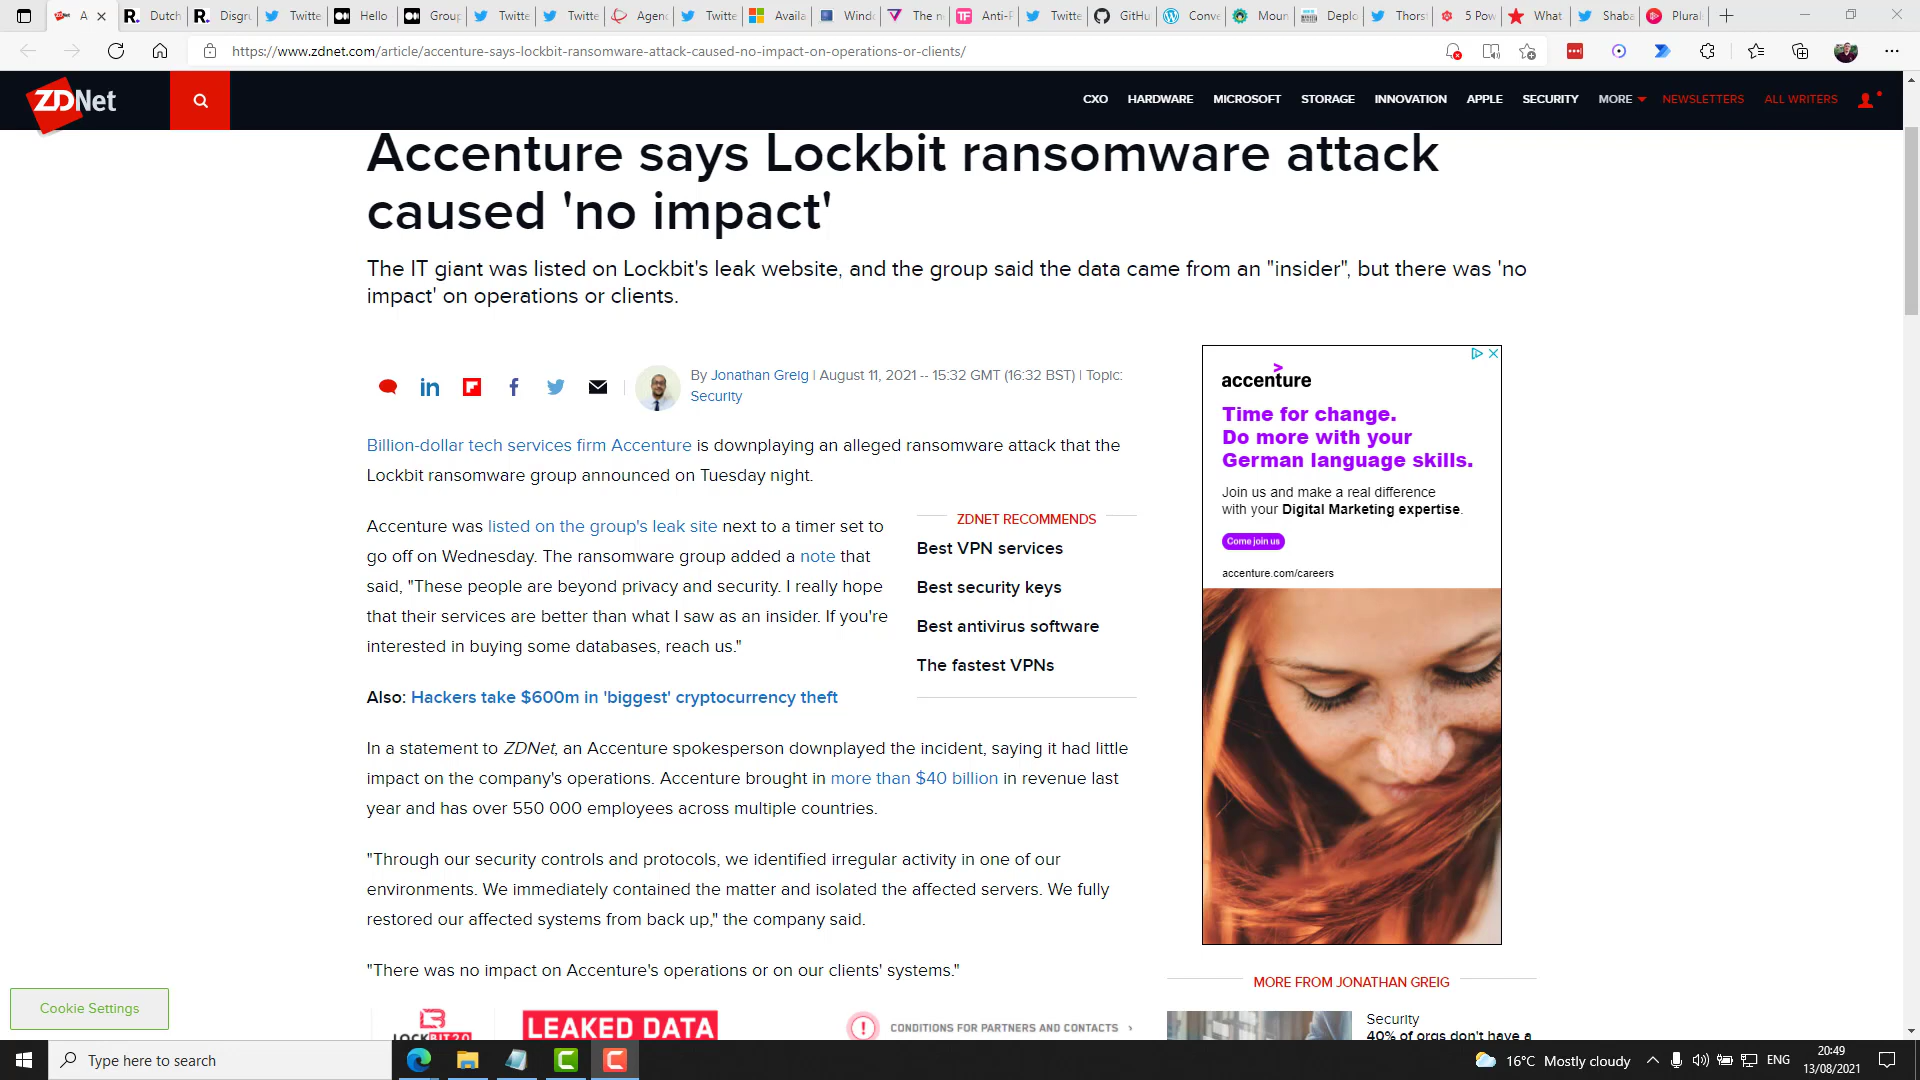 A
Dutch
Disgru
Twitte
Hello
Group
Twitte
Twitte
Agenc
Twitte
Availa
Windo
The n
Anti-F
Twitte
GitHu
Conve
Moun
Deplo
Twitte
Thors
5 Pow
What
Shaba
Plurals
https://www.zdnet.com/article/accenture-says-lockbit-ransomware-attack-caused-no-impact-on-operations-or-clients/
ZDNet
CXO HARDWARE MICROSOFT STORAGE INNOVATION APPLE SECURITY MORE NEWSLETTERS ALL WRITERS
Accenture says Lockbit ransomware attack
caused 'no impact'
The IT giant was listed on Lockbit's leak website, and the group said the data came from an "insider", but there was 'no
impact' on operations or clients.
By Jonathan Greig | August 11, 2021 -- 15:32 GMT (16:32 BST) | Topic:
Security
Billion-dollar tech services firm Accenture is downplaying an alleged ransomware attack that the
Lockbit ransomware group announced on Tuesday night.
Accenture was listed on the group's leak site next to a timer set to
go off on Wednesday. The ransomware group added a note that
said, "These people are beyond privacy and security. I really hope
that their services are better than what I saw as an insider. If you're
interested in buying some databases, reach us."
ZDNET RECOMMENDS
Best VPN services
Best security keys
Best antivirus software
The fastest VPNs
Also: Hackers take $600m in 'biggest' cryptocurrency theft
In a statement to ZDNet, an Accenture spokesperson downplayed the incident, saying it had little
impact on the company's operations. Accenture brought in more than $40 billion in revenue last
year and has over 550 000 employees across multiple countries.
"Through our security controls and protocols, we identified irregular activity in one of our
environments. We immediately contained the matter and isolated the affected servers. We fully
restored our affected systems from back up," the company said.
"There was no impact on Accenture's operations or on our clients' systems."
LOCKBIT 2.0
LEAKED DATA
CONDITIONS FOR PARTNERS AND CONTACTS >
accenture
Time for change.
Do more with your
German language skills.
Join us and make a real difference
with your Digital Marketing expertise.
Come join us
accenture.com/careers
MORE FROM JONATHAN GREIG
Security
40% of orgs don't have a
Cookie Settings
Type here to search
16°C Mostly cloudy
ENG
20:49
13/08/2021